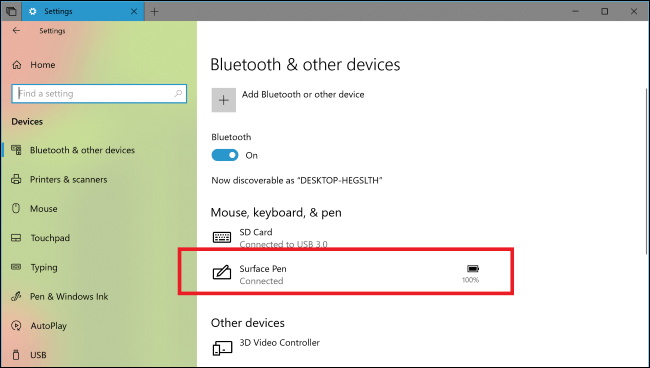 Settings
Settings
Home
Find a setting
Devices
Bluetooth & other devices
Printers & scanners
Mouse
Touchpad
Typing
Pen & Windows Ink
AutoPlay
USB
Bluetooth & other devices
Add Bluetooth or other device
Bluetooth
On
Now discoverable as “DESKTOP-HEGSLTH”
Mouse, keyboard, & pen
SD Card
Connected to USB 3.0
Surface Pen
Connected
100%
Other devices
3D Video Controller